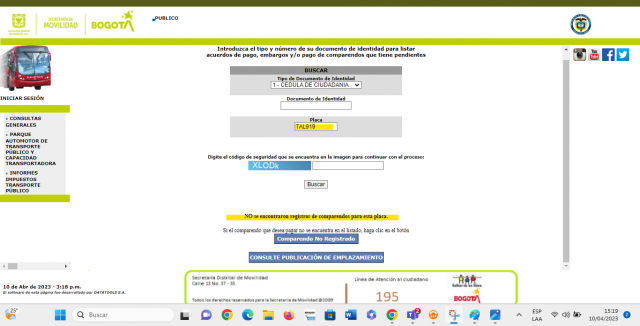 SECRETARÍA DE
MOVILIDAD
BOGOTÁ
PUBLICO
Introduzca el tipo y número de su documento de identidad para listar
acuerdos de pago, embargos y/o pago de comparendos que tiene pendientes
INICIAR SESIÓN
CONSULTAS
GENERALES
PARQUE
AUTOMOTOR DE
TRANSPORTE
PÚBLICO Y
CAPACIDAD
TRANSPORTADORA
INFORMES
IMPUESTOS
TRANSPORTE
PÚBLICO
BUSCAR
Tipo de Documento de Identidad
1 - CEDULA DE CIUDADANIA
Documento de Identidad
Placa
TAL919
Digite el código de seguridad que se encuentra en la imagen para continuar con el proceso:
XLODk
Buscar
NO se encontraron registros de comparendos para esta placa.
Si el comparendo que desea pagar no se encuentra en el listado, haga clic en el botón
Comparendo No Registrado
CONSULTE PUBLICACIÓN DE EMPLAZAMIENTO
10 de Abr de 2023 - 3:18 p.m.
El software de esta página fue desarrollado por DATATOOLS S.A.
Secretaría Distrital de Movilidad
Calle 13 No. 37 - 35
Todos los derechos reservados para la Secretaría de Movilidad ©2009
Línea de Atención al ciudadano
195
BOGOTÁ
25°
Buscar
ESP
LAA
15:19
10/04/2023